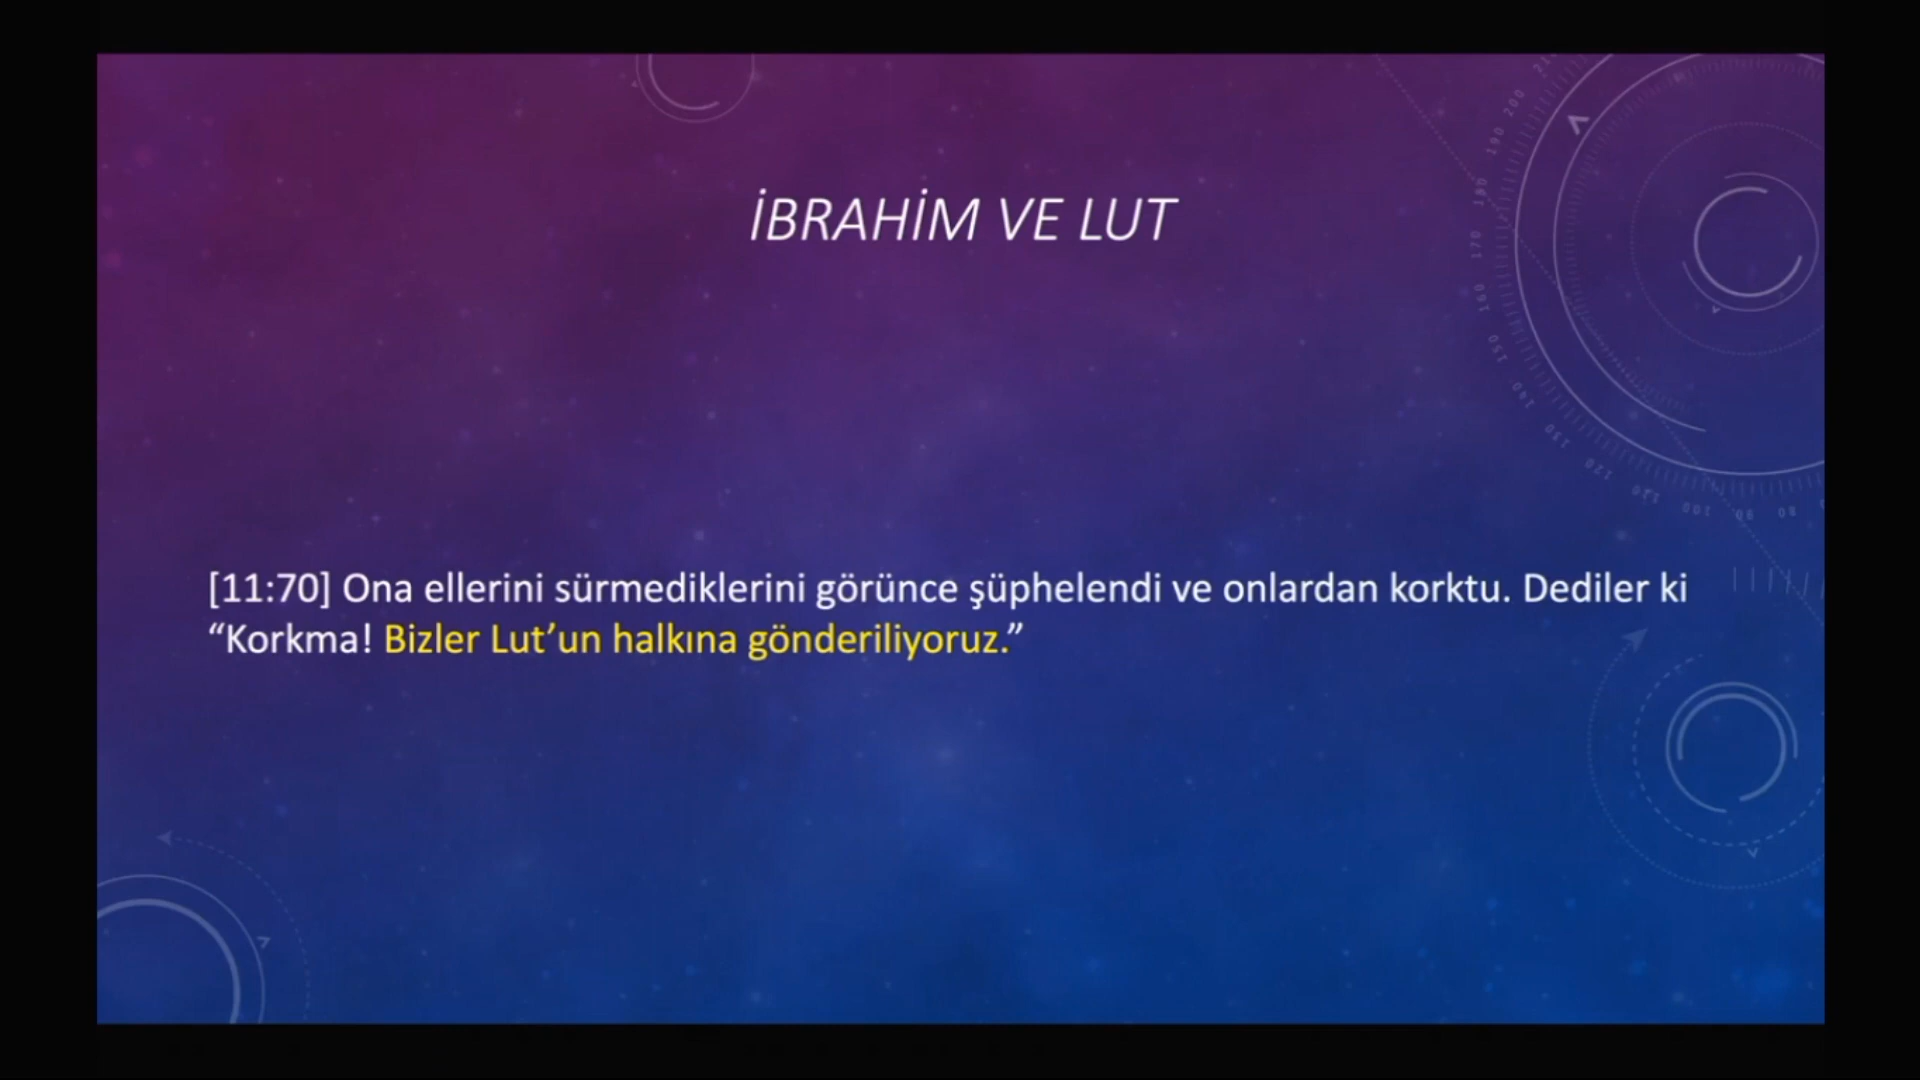 İBRAHİM VE LUT
[11:70] Ona ellerini sürmediklerini görünce şüphelendi ve onlardan korktu. Dediler ki
“Korkma! Bizler Lut’un halkına gönderiliyoruz.”